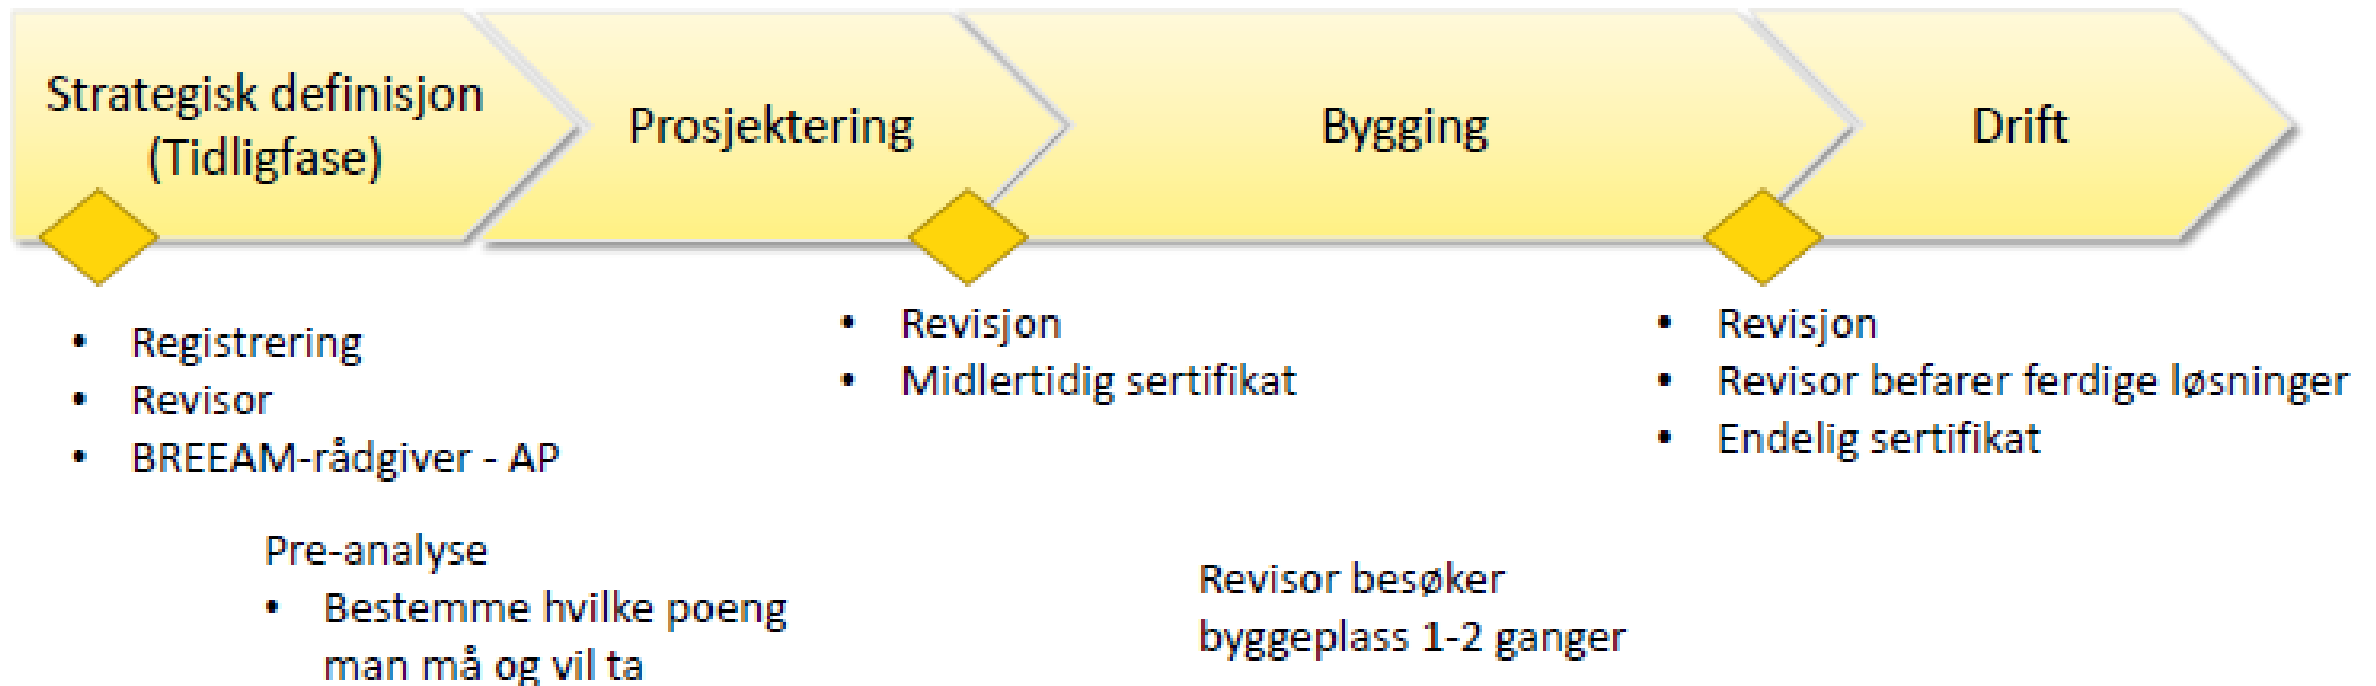 Strategisk definisjon
(Tidligfase)
Prosjektering
Bygging
Drift
• Registrering
• Revisor
• BREEAM-rådgiver - AP
• Revisjon
• Midlertidig sertifikat
• Revisjon
• Revisor befarer ferdige løsninger
• Endelig sertifikat
Pre-analyse
• Bestemme hvilke poeng
man må og vil ta
Revisor besøker
byggeplass 1-2 ganger